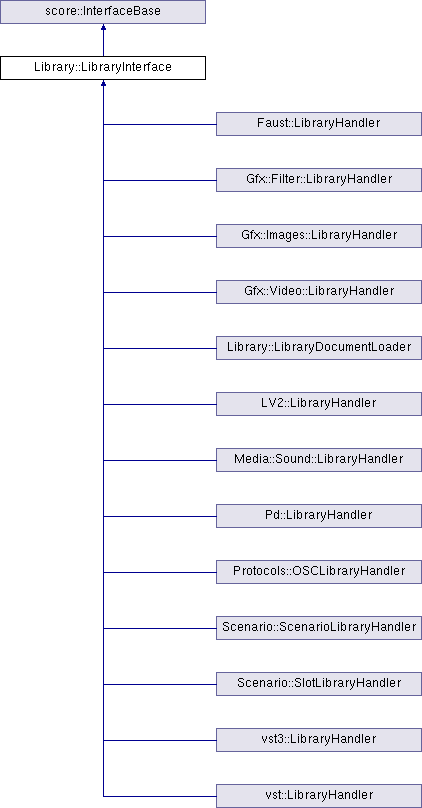 score::InterfaceBase
Library::LibraryInterface
Faust::LibraryHandler
Gfx::Filter::LibraryHandler
Gfx::Images::LibraryHandler
Gfx::Video::LibraryHandler
Library::LibraryDocumentLoader
LV2::LibraryHandler
Media::Sound::LibraryHandler
Pd::LibraryHandler
Protocols::OSCLibraryHandler
Scenario::ScenarioLibraryHandler
Scenario::SlotLibraryHandler
vst3::LibraryHandler
vst::LibraryHandler